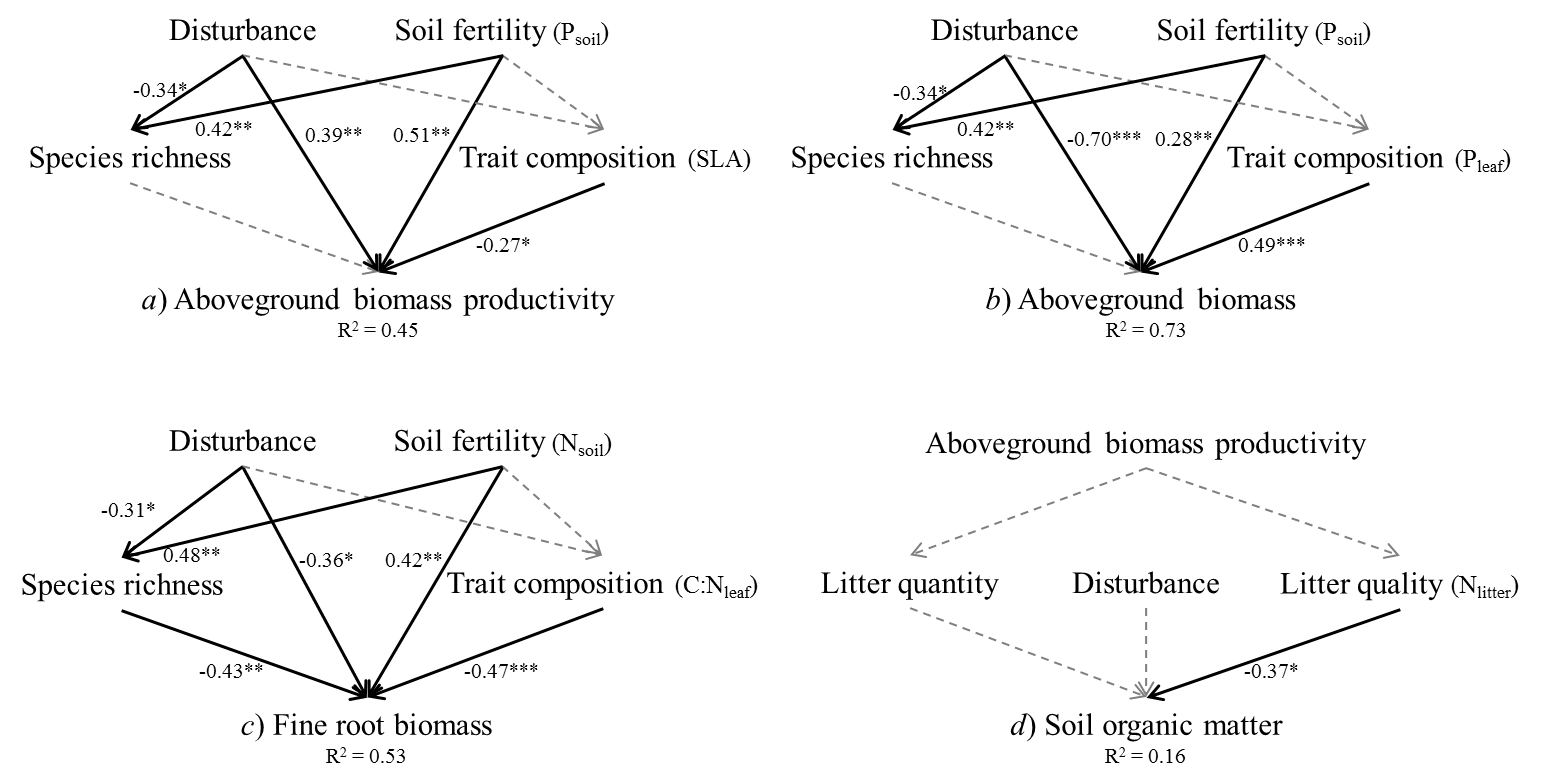 Disturbance Soil fertility (Psoil) Disturbance Soil fertility (Psoil)
-0.34* -0.34*
0.42** 0.39** 0.51** 0.42** -0.70*** 0.28**
Species richness Trait composition (SLA) Species richness Trait composition (Pleaf)
-0.27* 0.49***
a) Aboveground biomass productivity b) Aboveground biomass
R² = 0.45 R² = 0.73
Disturbance Soil fertility (Nsoil) Aboveground biomass productivity
-0.31*
0.48** -0.36* 0.42**
Species richness Trait composition (C:Nleaf) Litter quantity Disturbance Litter quality (Nlitter)
-0.43** -0.47*** -0.37*
c) Fine root biomass d) Soil organic matter
R² = 0.53 R² = 0.16